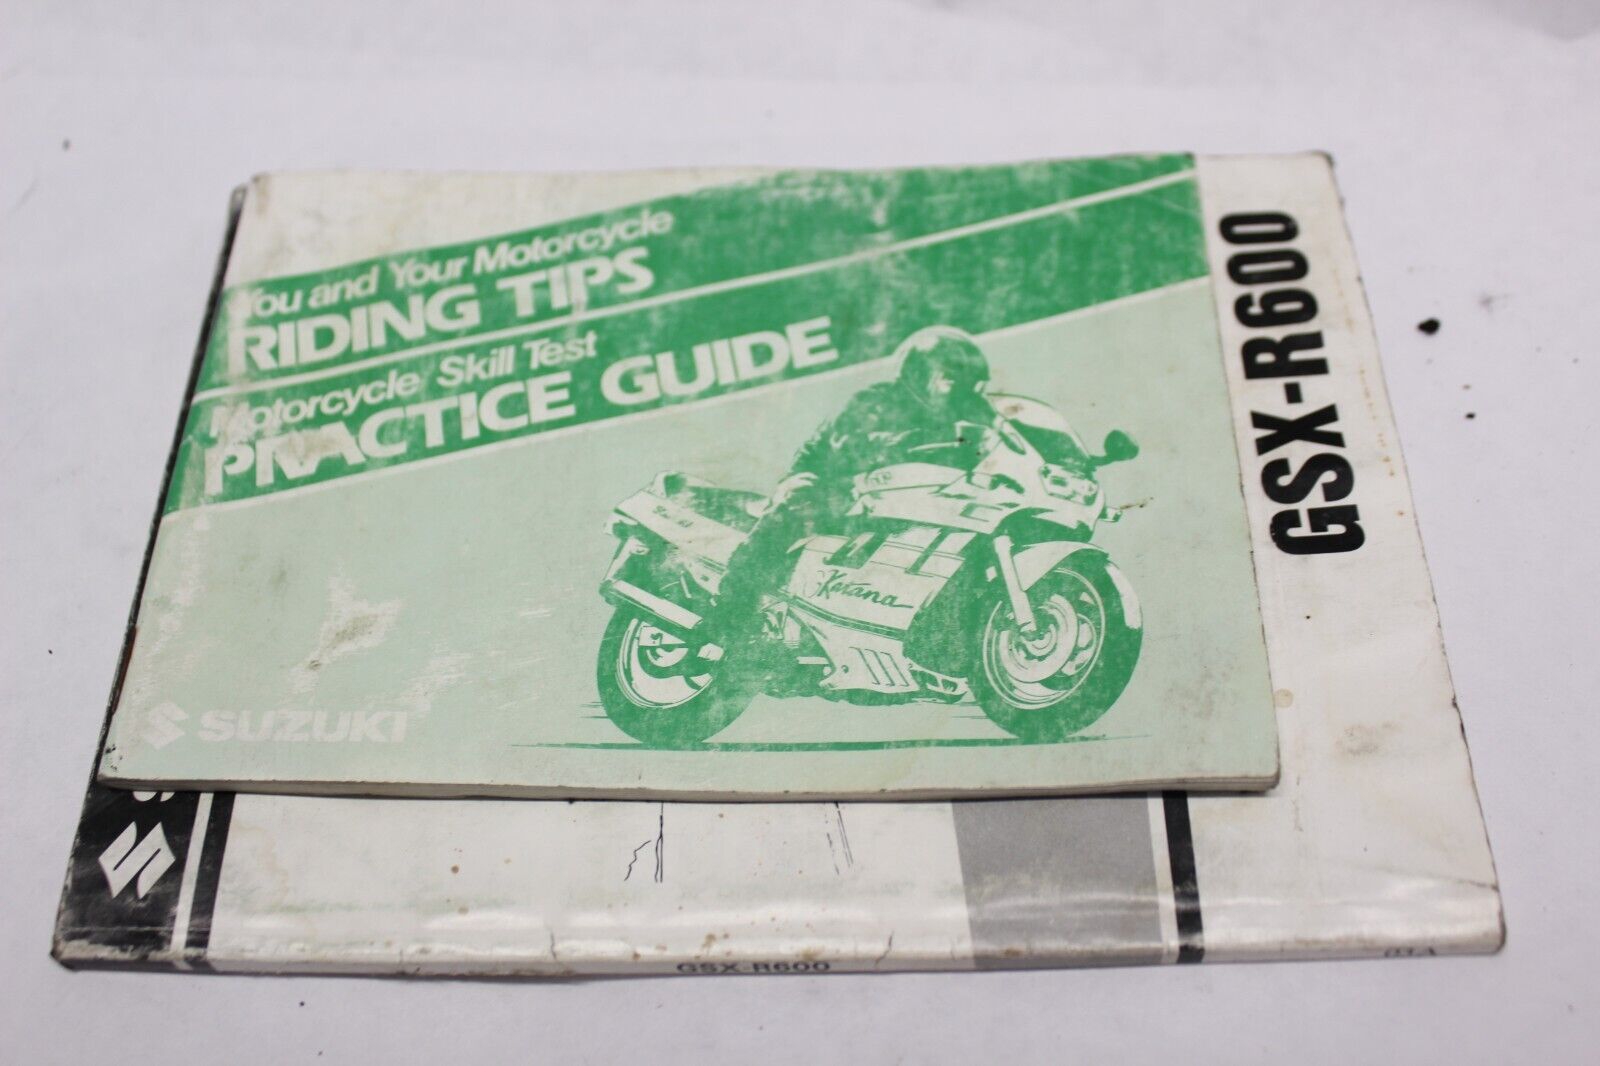 You and Your Motorcycle
RIDING TIPS
Motorcycle Skill Test
PRACTICE GUIDE
Katana
SUZUKI
GSX-R600
S
GSX-R600